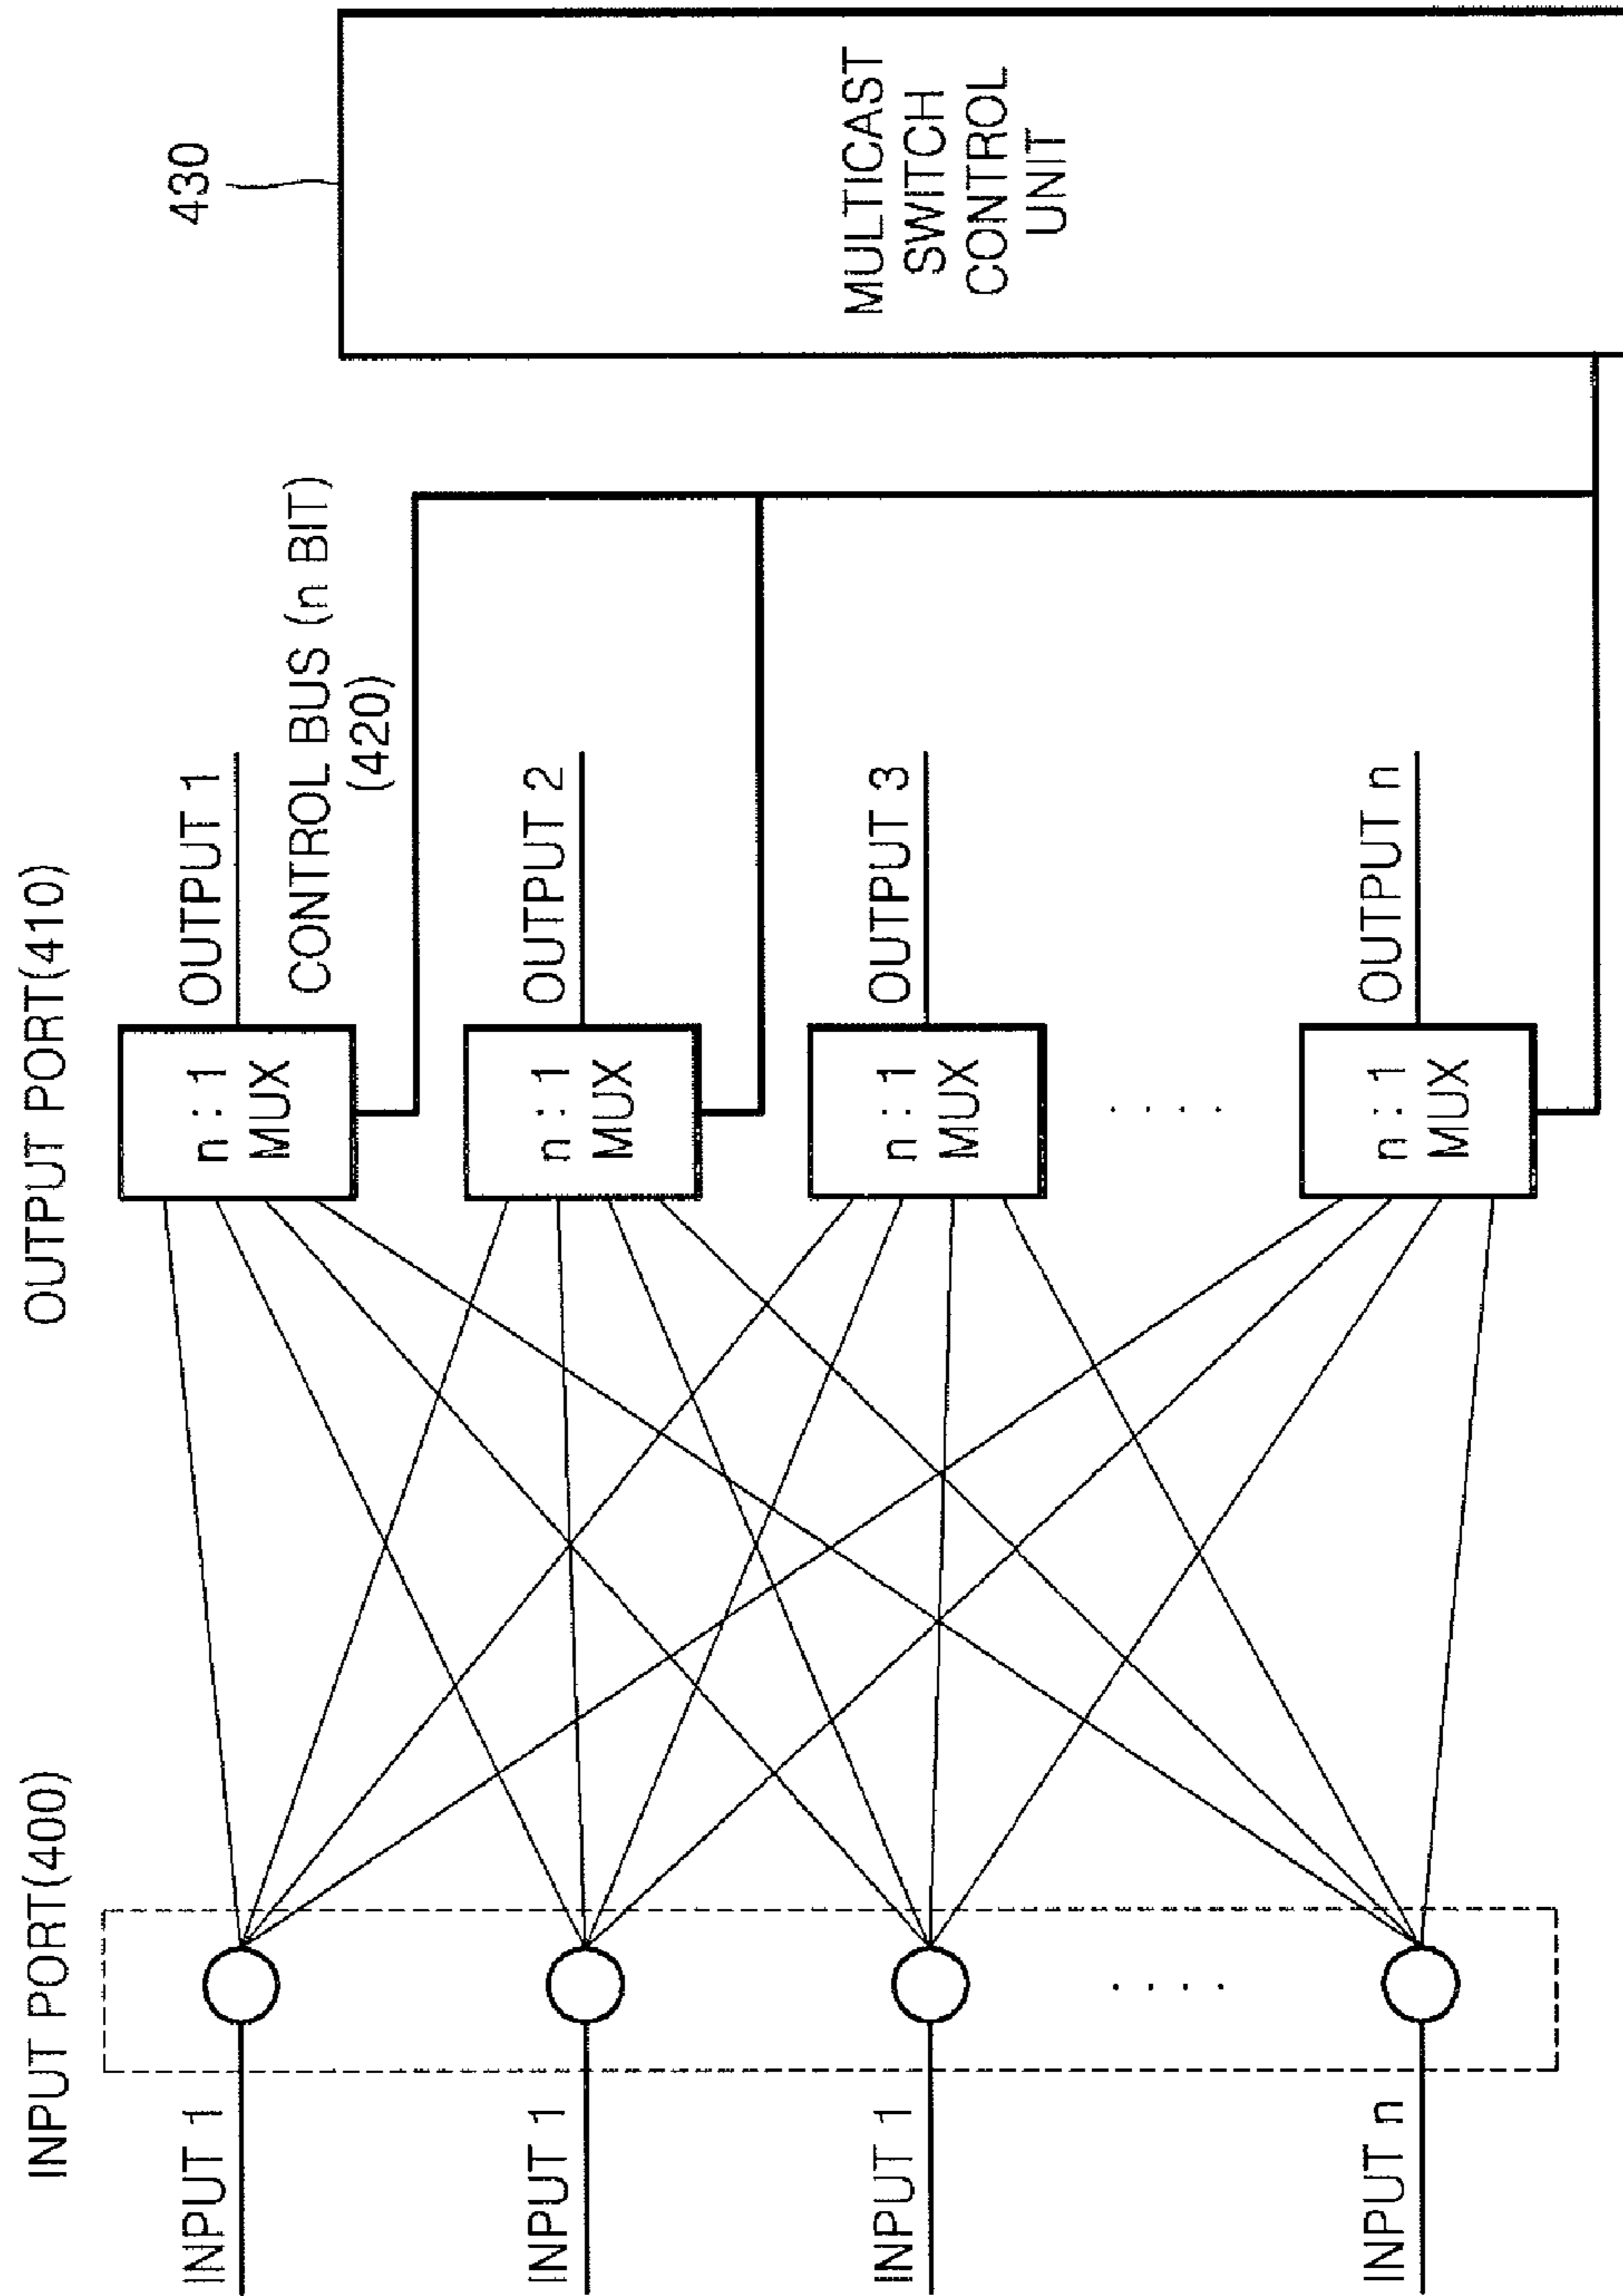 INPUT PORT(400)
OUTPUT PORT(410)
430
INPUT 1
n : 1
MUX
OUTPUT 1
CONTROL BUS (n BIT)
(420)
INPUT 1
n : 1
MUX
OUTPUT 2
INPUT 1
n : 1
MUX
OUTPUT 3
MULTICAST
SWITCH
CONTROL
UNIT
. . . .
. . . .
INPUT n
n : 1
MUX
OUTPUT n